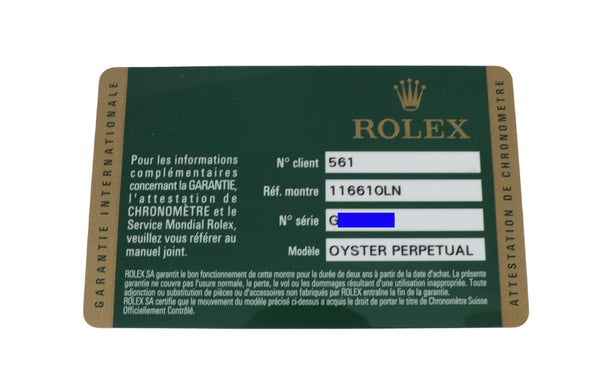 GARANTIE INTERNATIONALE
ROLEX
Pour les informations
complémentaires
concernant la GARANTIE,
l'attestation de
CHRONOMÈTRE et le
Service Mondial Rolex,
veuillez vous référer au
manuel joint.
N° client 561
Réf. montre 116610LN
N° série G
Modèle OYSTER PERPETUAL
ROLEX SA garantit le bon fonctionnement de cette montre pour la durée de deux ans à partir de la date d'achat. La présente
garantie ne couvre pas l'usure normale, la perte, le vol ou les dommages résultant d'une utilisation inappropriée. Toute
adjonction ou substitution de pièces ou d'accessoires non fabriqués par ROLEX entraîne la fin de la garantie.
ROLEX SA certifie que le mouvement du modèle précisé ci-dessus a acquis le droit de porter le titre de Chronomètre Suisse
Officiellement Contrôlé.
ATTESTATION DE CHRONOMETRE